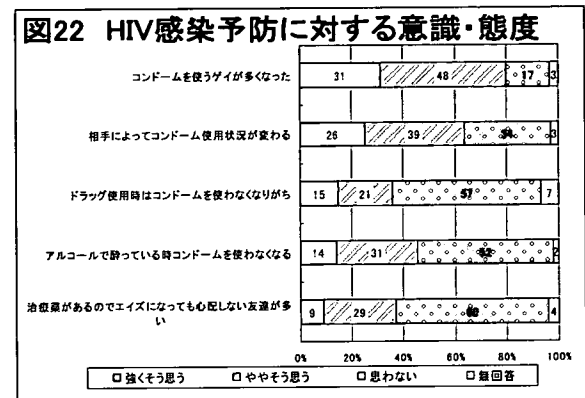 図22 HIV感染予防に対する意識・態度
コンドームを使うゲイが多くなった
31 48 17 3
相手によってコンドーム使用状況が変わる
26 39 34 3
ドラッグ使用時はコンドームを使わなくなりがち
15 21 57 7
アルコールで酔っている時コンドームを使わなくなる
14 31 52 2
治療薬があるのでエイズになっても心配しない友達が多
い
9 29 60 4
0% 20% 40% 60% 80% 100%
強くそう思う ややそう思う 思わない 無回答